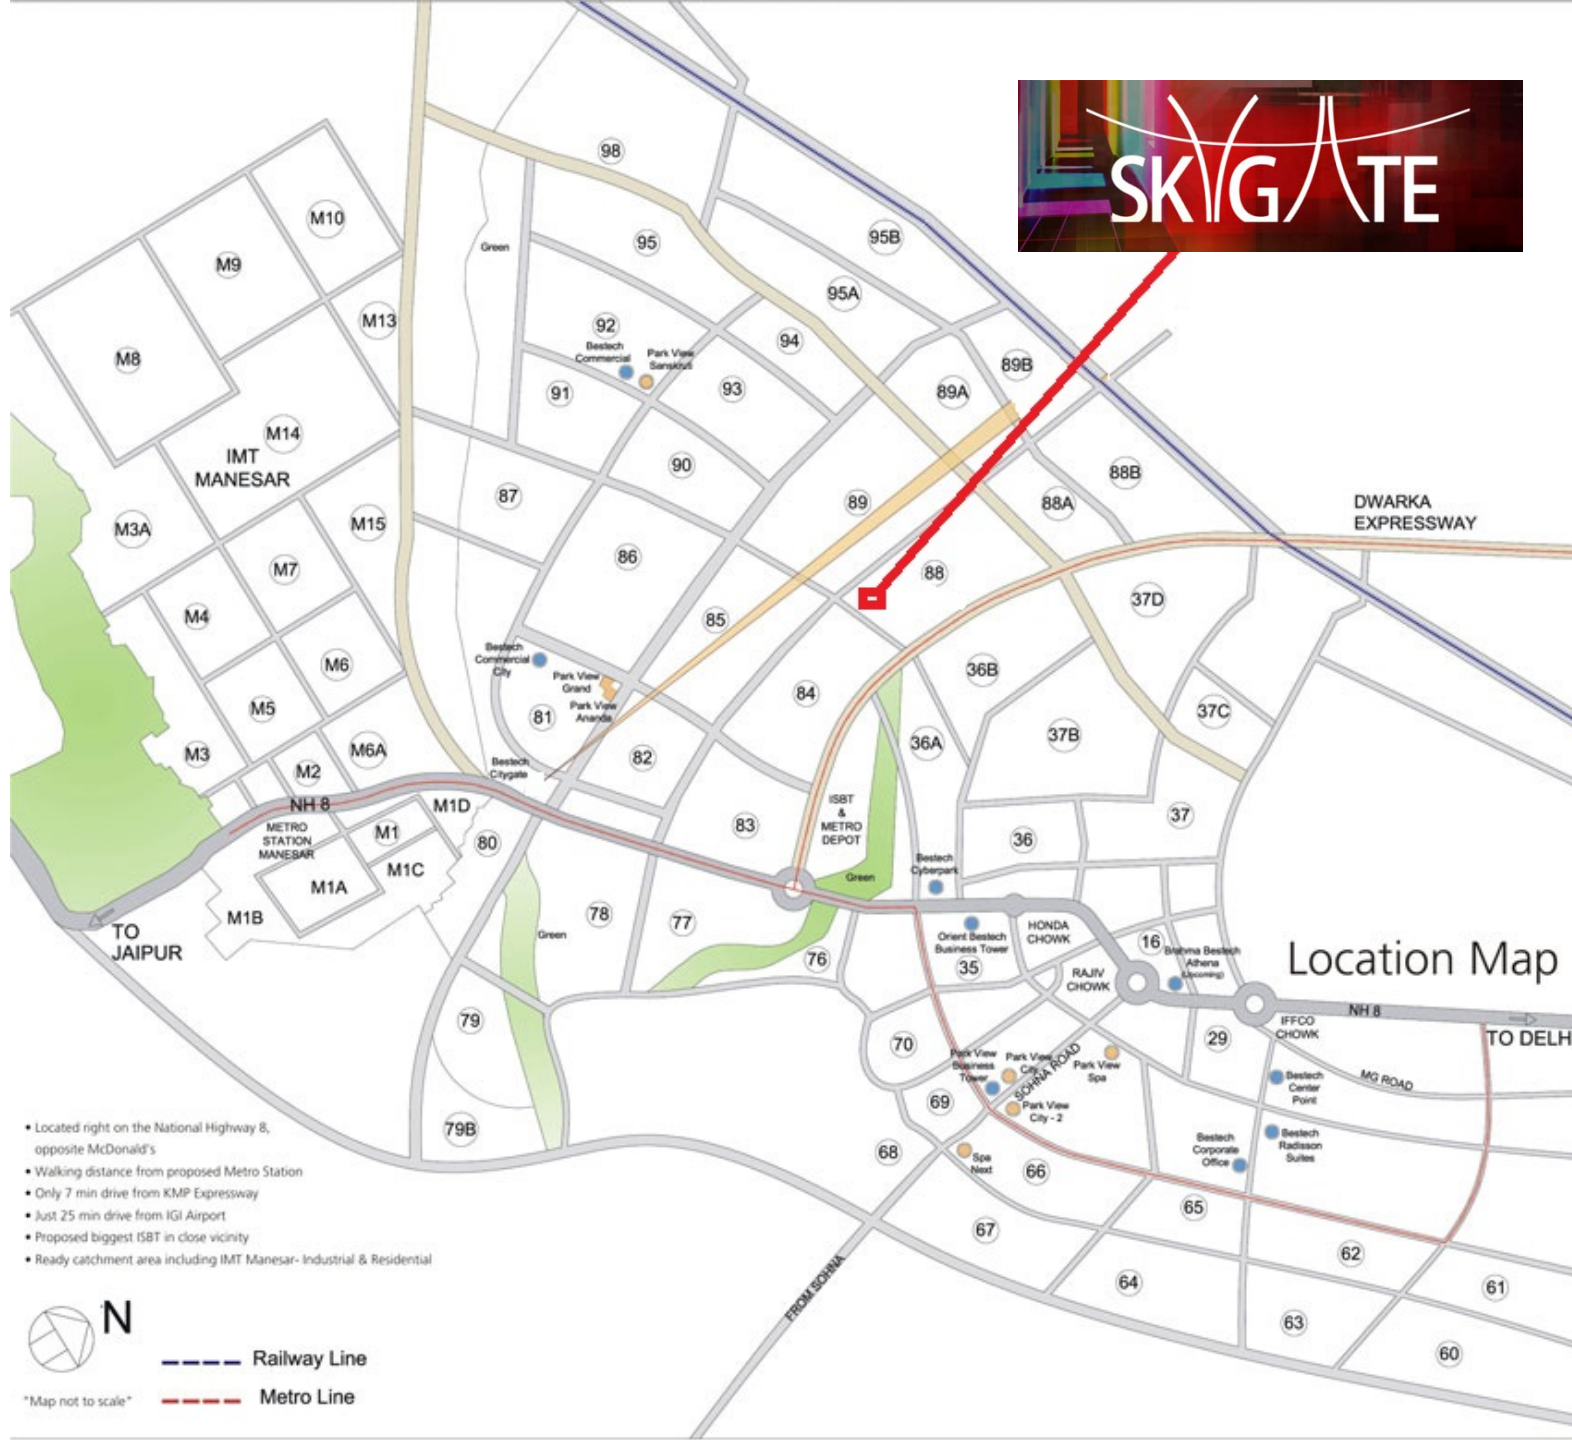 SKYGATE
98
M10
95B
95
M9
Green
95A
M13
92
94
M8
Bestech
Commercial
Park View
Sanskruti
89B
93
91
89A
M14
IMT
MANESAR
90
88B
87
89
88A
DWARKA
EXPRESSWAY
M3A
M15
86
M7
88
37D
M4
85
Bestech
Commercial
City
M6
36B
Park View
Grand
84
M5
Park View
Ananda
81
37C
37B
36A
M3
M6A
82
M2
Bestech
Citygate
NH 8
M1D
ISBT
&
METRO
DEPOT
37
METRO
STATION
MANESAR
M1
83
80
36
M1C
Bestech
Cyberpark
Green
M1A
M1B
78
77
TO
JAIPUR
Green
Orient Bestech
Business Tower
HONDA
CHOWK
16
Brahma Bestech
Athena
(Upcoming)
Location Map
76
35
RAJIV
CHOWK
NH 8
79
IFFCO
CHOWK
29
TO DELH
70
Park View
Business
Tower
Park View
City
SOHNA ROAD
Park View
Spa
Bestech
Center
Point
MG ROAD
69
Park View
City - 2
79B
68
Spa
Next
66
Bestech
Corporate
Office
Bestech
Radisson
Suites
65
67
62
64
61
63
60
FROM SOHNA
• Located right on the National Highway 8,
opposite McDonald's
• Walking distance from proposed Metro Station
• Only 7 min drive from KMP Expressway
• Just 25 min drive from IGI Airport
• Proposed biggest ISBT in close vicinity
• Ready catchment area including IMT Manesar- Industrial & Residential
N
Railway Line
"Map not to scale"
Metro Line